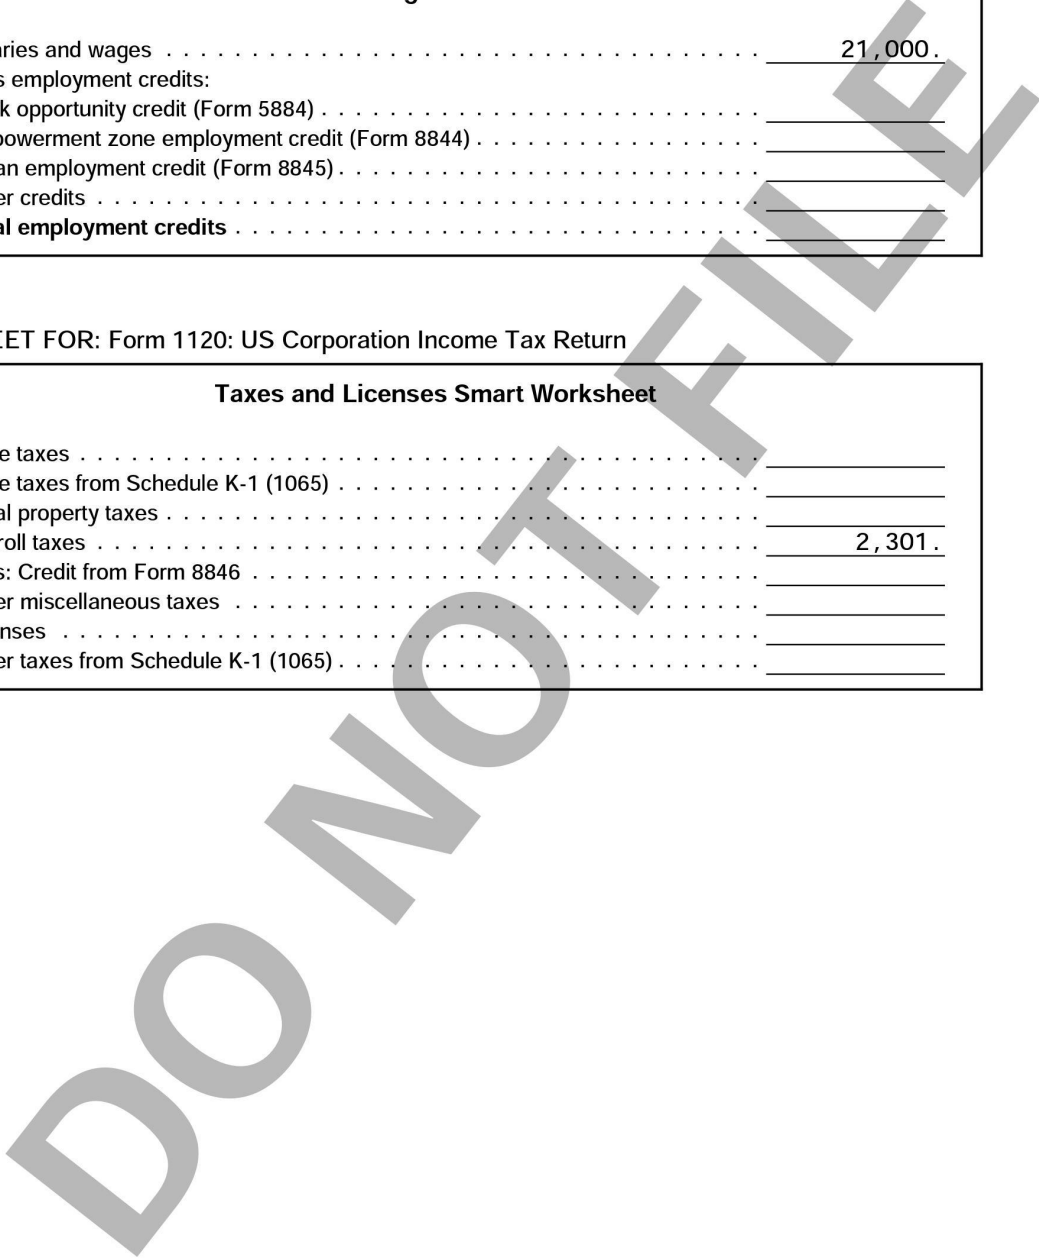 aries and wages . . . . . . . . . . . . . . . . . . . . . . . . . . . . . . . . . . . 21,000.
s employment credits:
k opportunity credit (Form 5884) . . . . . . . . . . . . . . . . . . . . . . . . . .
powerment zone employment credit (Form 8844) . . . . . . . . . . . . . . . . .
an employment credit (Form 8845) . . . . . . . . . . . . . . . . . . . . . . . . .
er credits . . . . . . . . . . . . . . . . . . . . . . . . . . . . . . . . . . . . . . .
al employment credits . . . . . . . . . . . . . . . . . . . . . . . . . . . . . . .
EET FOR: Form 1120: US Corporation Income Tax Return
Taxes and Licenses Smart Worksheet
e taxes . . . . . . . . . . . . . . . . . . . . . . . . . . . . . . . . . . . . . . . .
e taxes from Schedule K-1 (1065) . . . . . . . . . . . . . . . . . . . . . . . . .
al property taxes . . . . . . . . . . . . . . . . . . . . . . . . . . . . . . . . . . .
roll taxes . . . . . . . . . . . . . . . . . . . . . . . . . . . . . . . . . . . . . . . 2,301.
s: Credit from Form 8846 . . . . . . . . . . . . . . . . . . . . . . . . . . . . . .
er miscellaneous taxes . . . . . . . . . . . . . . . . . . . . . . . . . . . . . . .
nses . . . . . . . . . . . . . . . . . . . . . . . . . . . . . . . . . . . . . . . . .
er taxes from Schedule K-1 (1065) . . . . . . . . . . . . . . . . . . . . . . . . .
DO NOT FILE